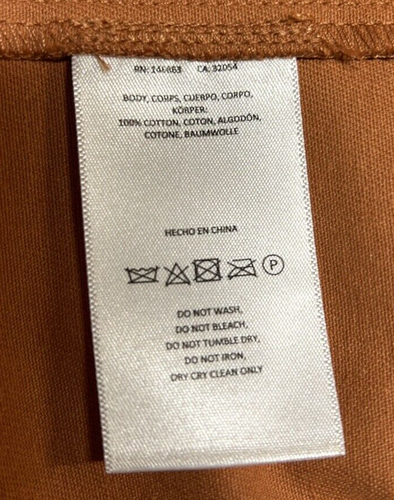 RN: 140863 CA: 32054
BODY, CORPS, CUERPO, CORPO,
KÖRPER:
100% COTTON, COTON, ALGODÓN,
COTONE, BAUMWOLLE
HECHO EN CHINA
P
DO NOT WASH,
DO NOT BLEACH,
DO NOT TUMBLE DRY,
DO NOT IRON,
DRY CRY CLEAN ONLY